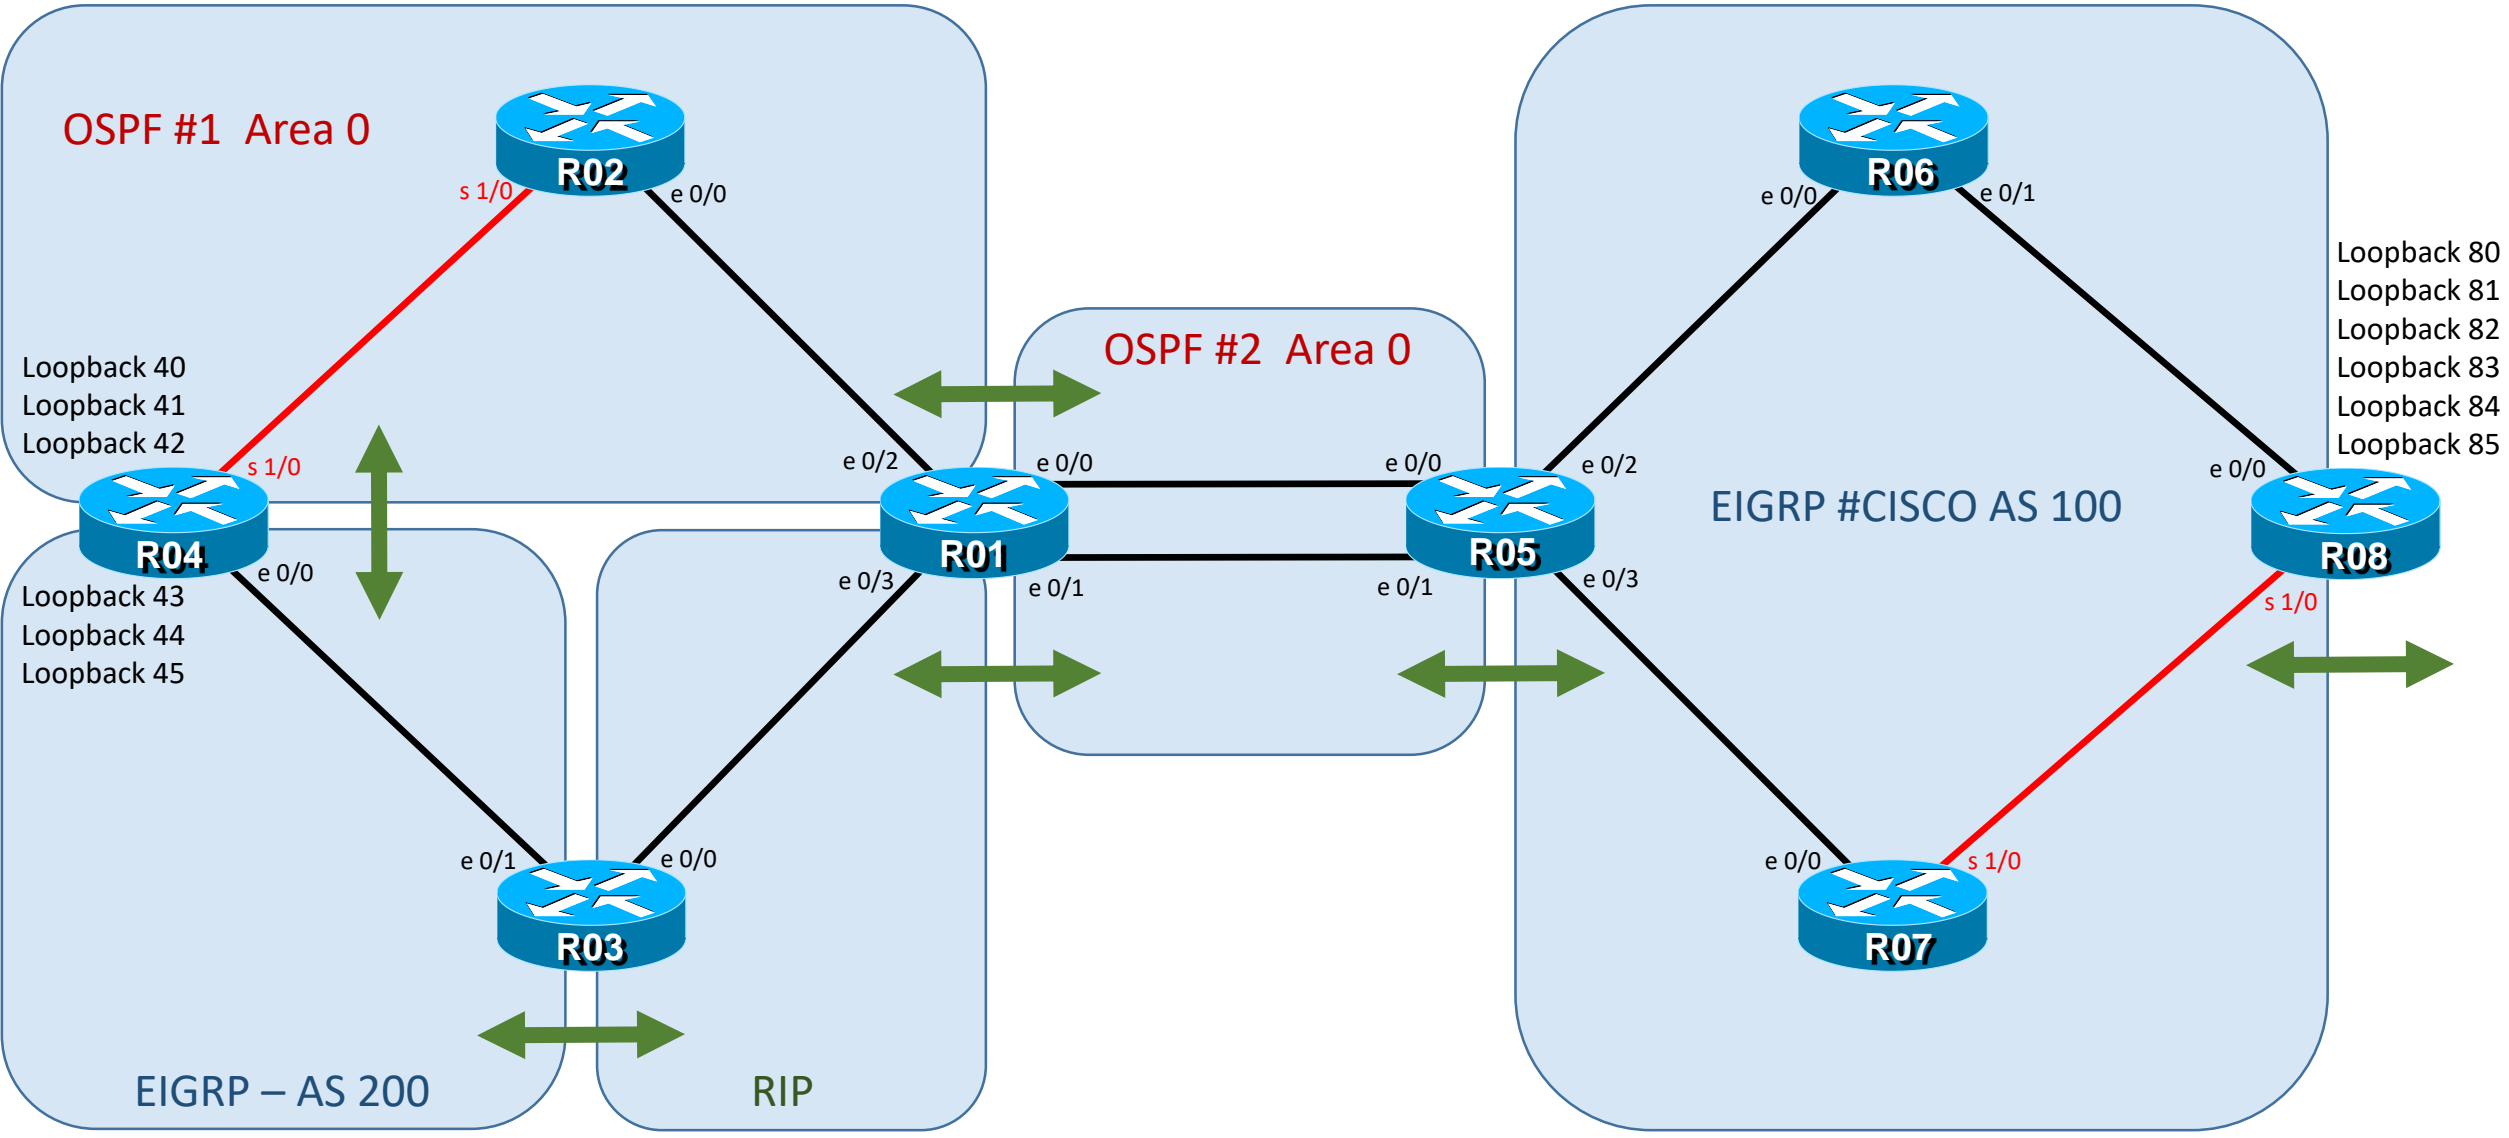 OSPF #1 Area 0
R02
s 1/0
e 0/0
Loopback 40
Loopback 41
Loopback 42
s 1/0
R04
e 0/0
Loopback 43
Loopback 44
Loopback 45
e 0/2
e 0/0
R01
e 0/3
e 0/1
e 0/1
e 0/0
R03
EIGRP – AS 200
RIP
OSPF #2 Area 0
e 0/0
e 0/2
R05
e 0/1
e 0/3
R06
e 0/0
e 0/1
EIGRP #CISCO AS 100
Loopback 80
Loopback 81
Loopback 82
Loopback 83
Loopback 84
Loopback 85
e 0/0
R08
s 1/0
e 0/0
s 1/0
R07